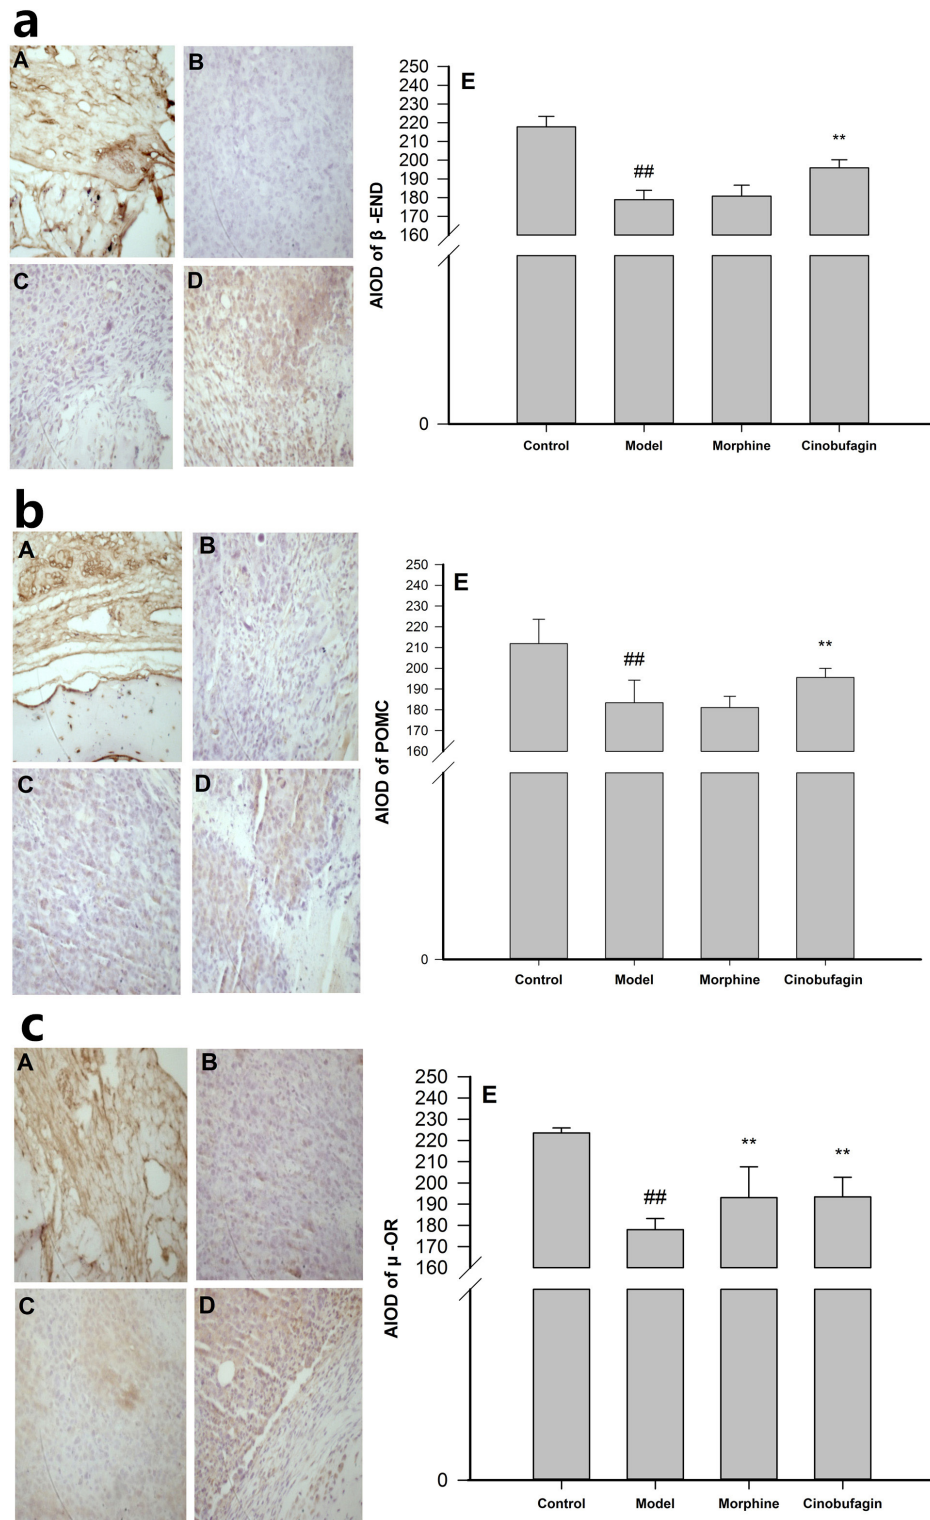 a
A
B
C
D
E
250
240
230
220
210
200
190
180
170
160
0
AIOD of β -END
##
**
Control Model Morphine Cinobufagin
b
A
B
C
D
E
250
240
230
220
210
200
190
180
170
160
0
AIOD of POMC
##
**
Control Model Morphine Cinobufagin
c
A
B
C
D
E
250
240
230
220
210
200
190
180
170
160
0
AIOD of μ -OR
##
**
**
Control Model Morphine Cinobufagin